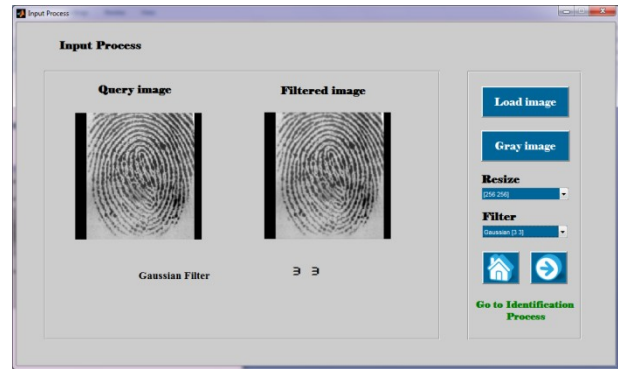 Input Process
Input Process
Query image
Filtered image
Gaussian Filter
3 3
Load image
Gray image
Resize
[256 256]
Filter
Gaussian [3 3]
Go to Identification
Process